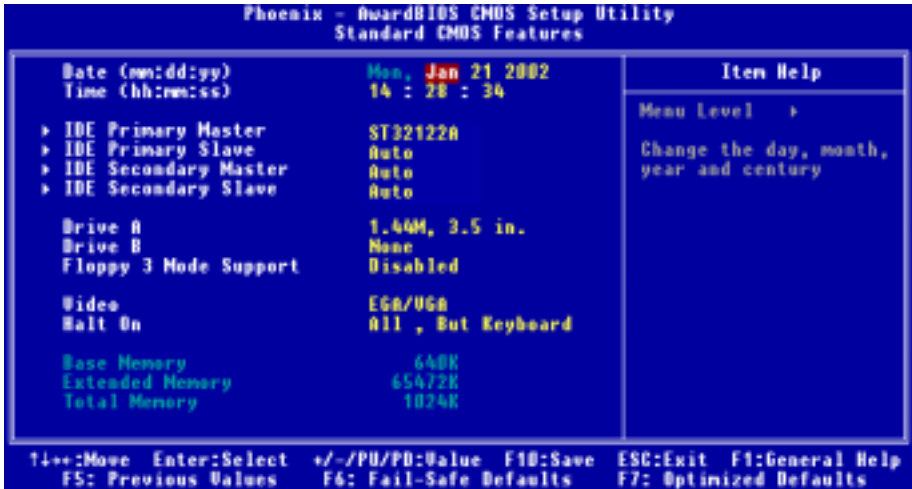 Phoenix - AwardBIOS CMOS Setup Utility
Standard CMOS Features
Date (mm:dd:yy) Mon, Jan 21 2002
Time (hh:mm:ss) 14 : 28 : 34
IDE Primary Master ST32122A
IDE Primary Slave Auto
IDE Secondary Master Auto
IDE Secondary Slave Auto
Drive A 1.44M, 3.5 in.
Drive B None
Floppy 3 Mode Support Disabled
Video EGA/VGA
Halt On All , But Keyboard
Base Memory 640K
Extended Memory 65472K
Total Memory 1024K
Item Help
Menu Level
Change the day, month,
year and century
↑↓→←:Move Enter:Select +/-/PU/PD:Value F10:Save ESC:Exit F1:General Help
F5: Previous Values F6: Fail-Safe Defaults F7: Optimized Defaults